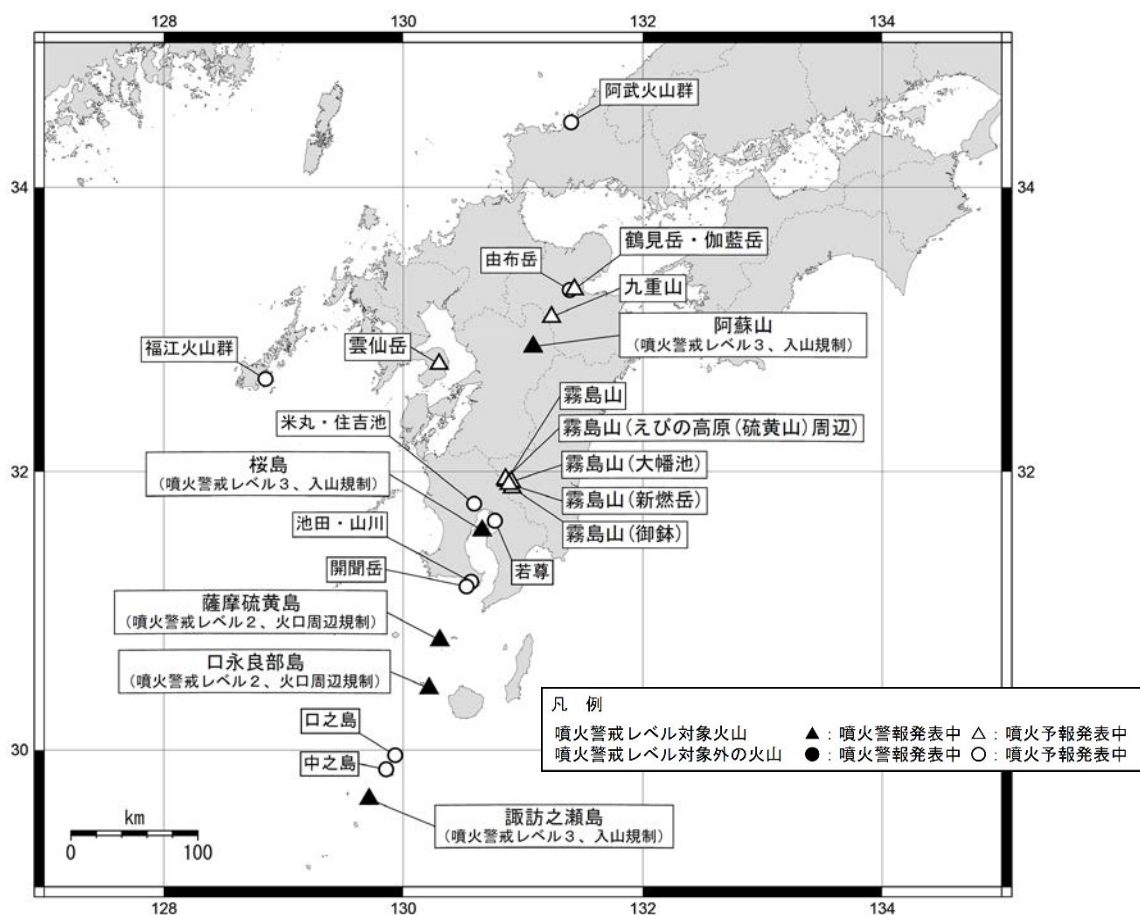 128
130
132
134
阿武火山群
34
34
鶴見岳・伽藍岳
由布岳
九重山
阿蘇山
(噴火警戒レベル3、入山規制)
福江火山群
雲仙岳
霧島山
米丸・住吉池
霧島山(えびの高原(硫黄山)周辺)
32
32
桜島
(噴火警戒レベル3、入山規制)
霧島山(大幡池)
霧島山(新燃岳)
池田・山川
霧島山(御鉢)
開聞岳
若尊
薩摩硫黄島
(噴火警戒レベル2、火口周辺規制)
口永良部島
(噴火警戒レベル2、火口周辺規制)
凡 例
噴火警戒レベル対象火山 ▲:噴火警報発表中 △:噴火予報発表中
噴火警戒レベル対象外の火山 ●:噴火警報発表中 ○:噴火予報発表中
口之島
30
中之島
諏訪之瀬島
(噴火警戒レベル3、入山規制)
km
0 100
128
130
132
134